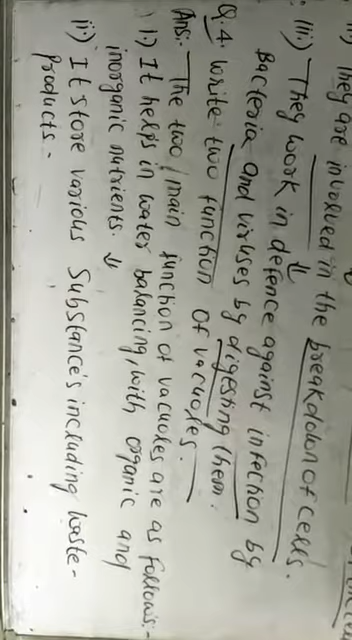 They are involved in the breakdown of cells.
(iii) They work in defence against infection by
Bacteria and viruses by digesting them.
Q.4. Write two function of vacuoles.
Ans:- The two main function of vacuoles are as follows:-
i) It helps in water balancing, with organic and
inorganic nutrients.
ii) It store various Substance's including waste-
products.-